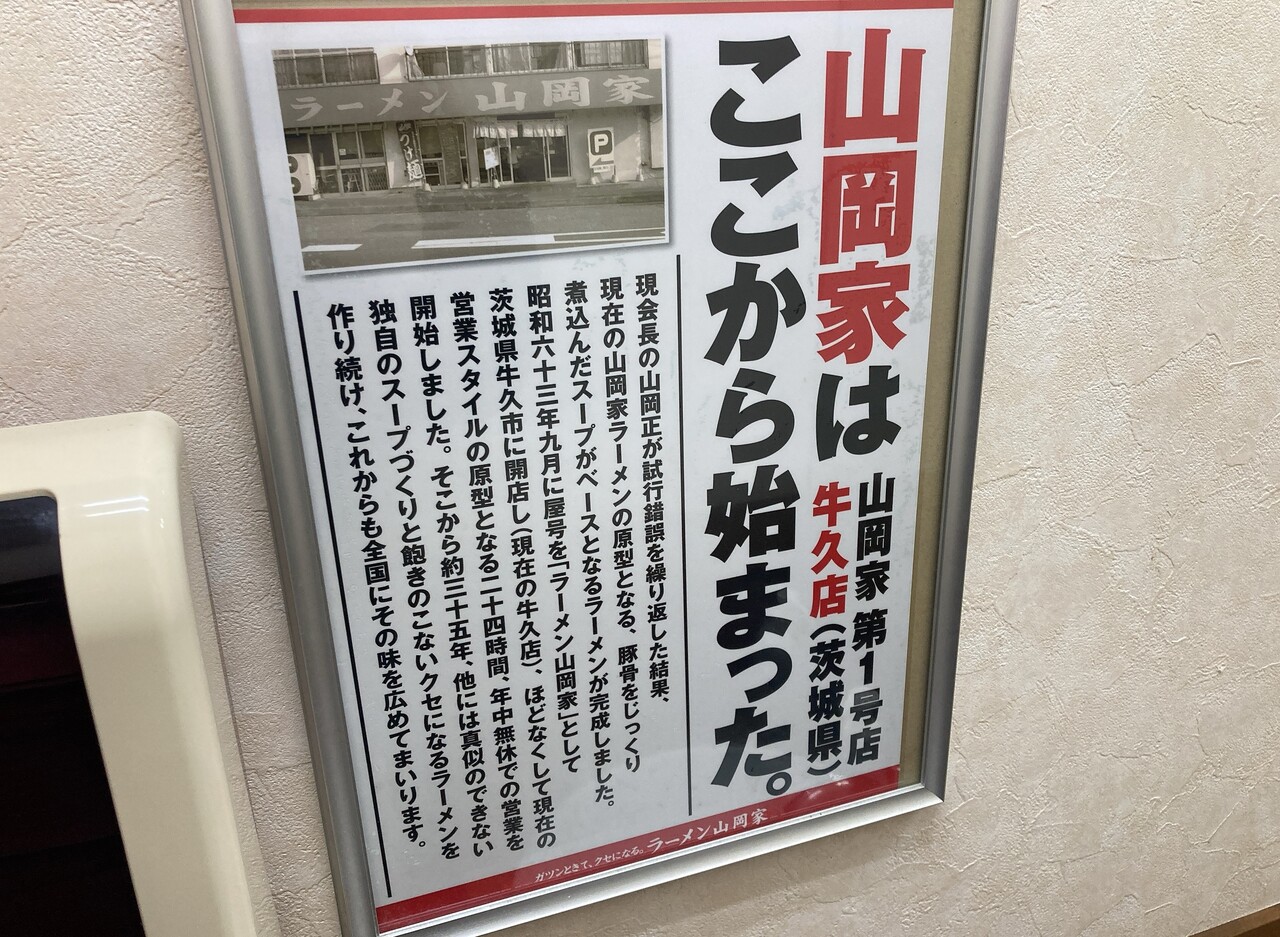 山岡家は
ここから始まった。
山岡家 第1号店
牛久店（茨城県）
ラーメン 山岡家
つけ麺
P
現会長の山岡正が試行錯誤を繰り返した結果、
現在の山岡家ラーメンの原型となる、豚骨をじっくり
煮込んだスープがベースとなるラーメンが完成しました。
昭和六十三年九月に屋号を「ラーメン山岡家」として
茨城県牛久市に開店し（現在の牛久店）、ほどなくして現在の
営業スタイルの原型となる二十四時間、年中無休での営業を
開始しました。そこから約三十五年、他には真似のできない
独自のスープづくりと飽きのこないクセになるラーメンを
作り続け、これからも全国にその味を広めてまいります。
ガツンときて、クセになる。ラーメン山岡家